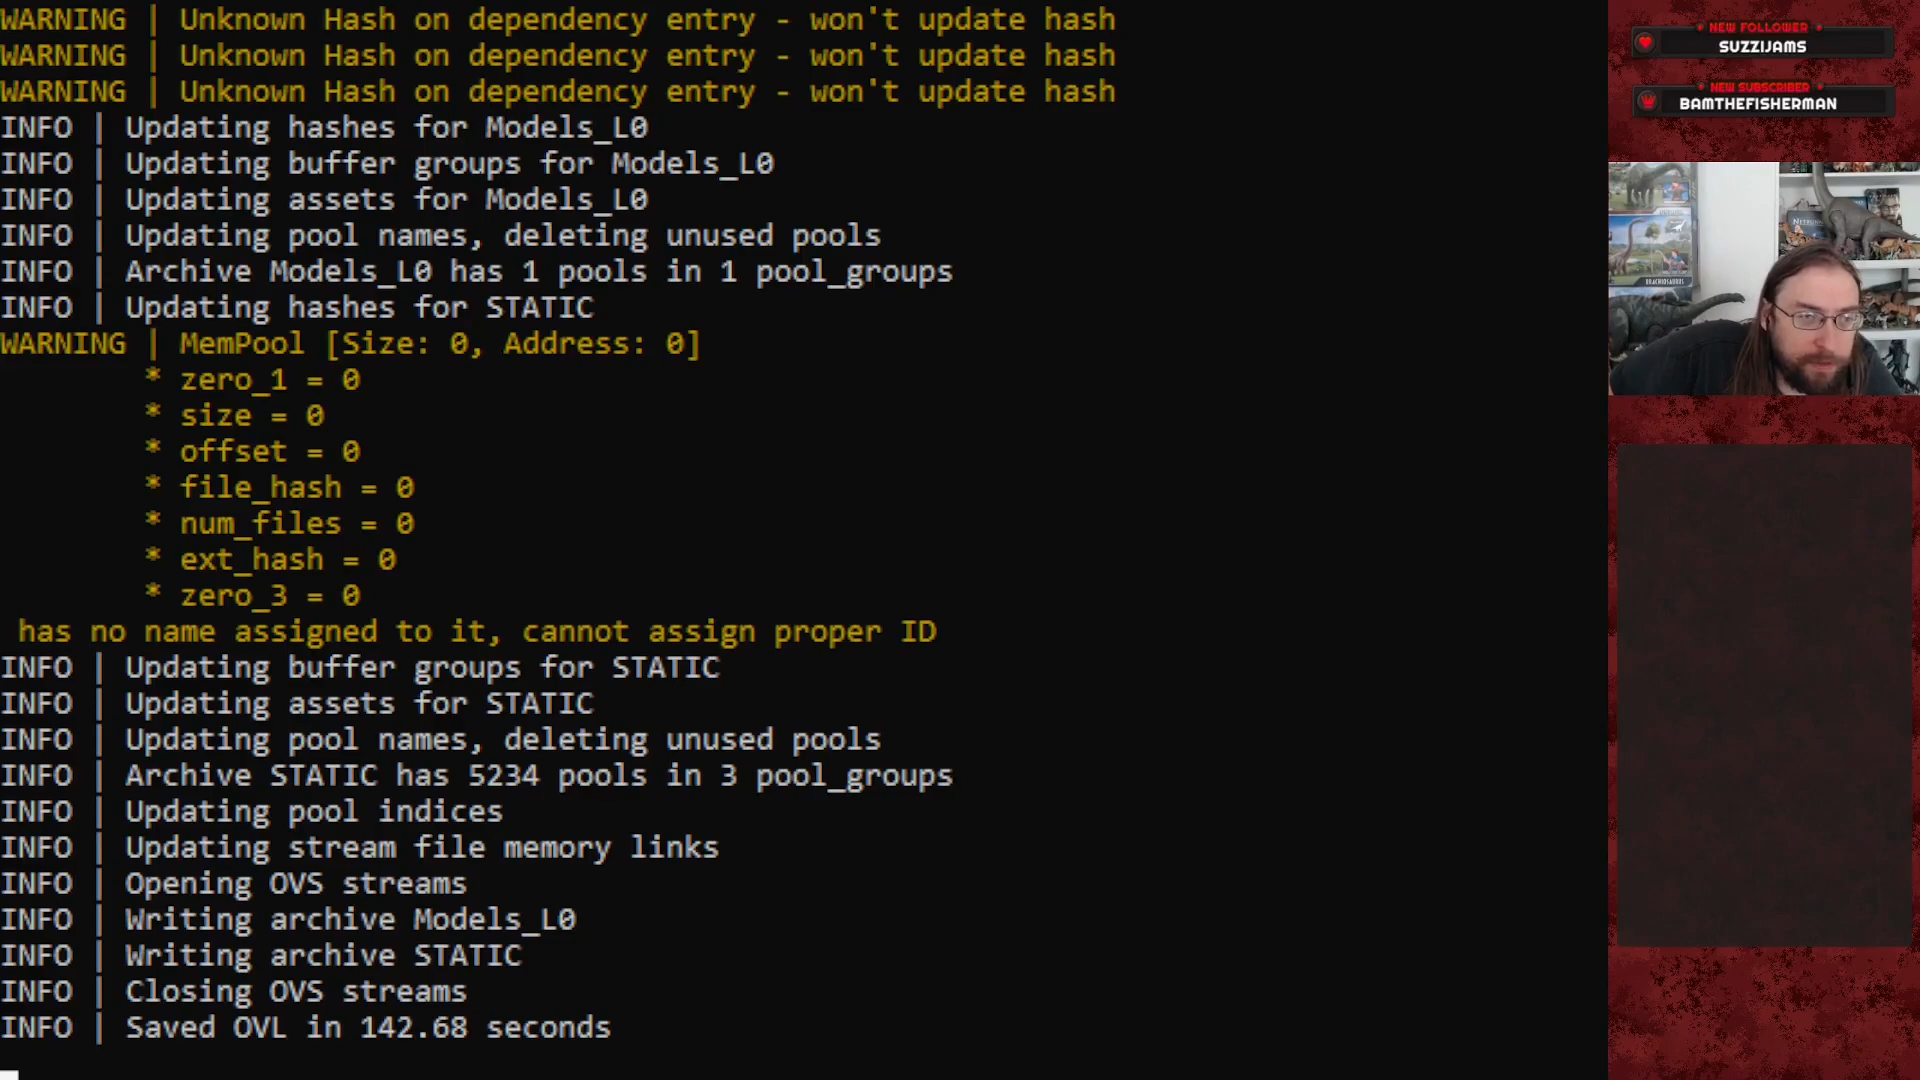 WARNING | Unknown Hash on dependency entry - won't update hash
WARNING | Unknown Hash on dependency entry - won't update hash
WARNING | Unknown Hash on dependency entry - won't update hash
INFO | Updating hashes for Models_L0
INFO | Updating buffer groups for Models_L0
INFO | Updating assets for Models_L0
INFO | Updating pool names, deleting unused pools
INFO | Archive Models_L0 has 1 pools in 1 pool_groups
INFO | Updating hashes for STATIC
WARNING | MemPool [Size: 0, Address: 0]
* zero_1 = 0
* size = 0
* offset = 0
* file_hash = 0
* num_files = 0
* ext_hash = 0
* zero_3 = 0
has no name assigned to it, cannot assign proper ID
INFO | Updating buffer groups for STATIC
INFO | Updating assets for STATIC
INFO | Updating pool names, deleting unused pools
INFO | Archive STATIC has 5234 pools in 3 pool_groups
INFO | Updating pool indices
INFO | Updating stream file memory links
INFO | Opening OVS streams
INFO | Writing archive Models_L0
INFO | Writing archive STATIC
INFO | Closing OVS streams
INFO | Saved OVL in 142.68 seconds
NEW FOLLOWER
SUZZIJAMS
NEW SUBSCRIBER
BAMTHEFISHERMAN
BRACHIOSAURUS